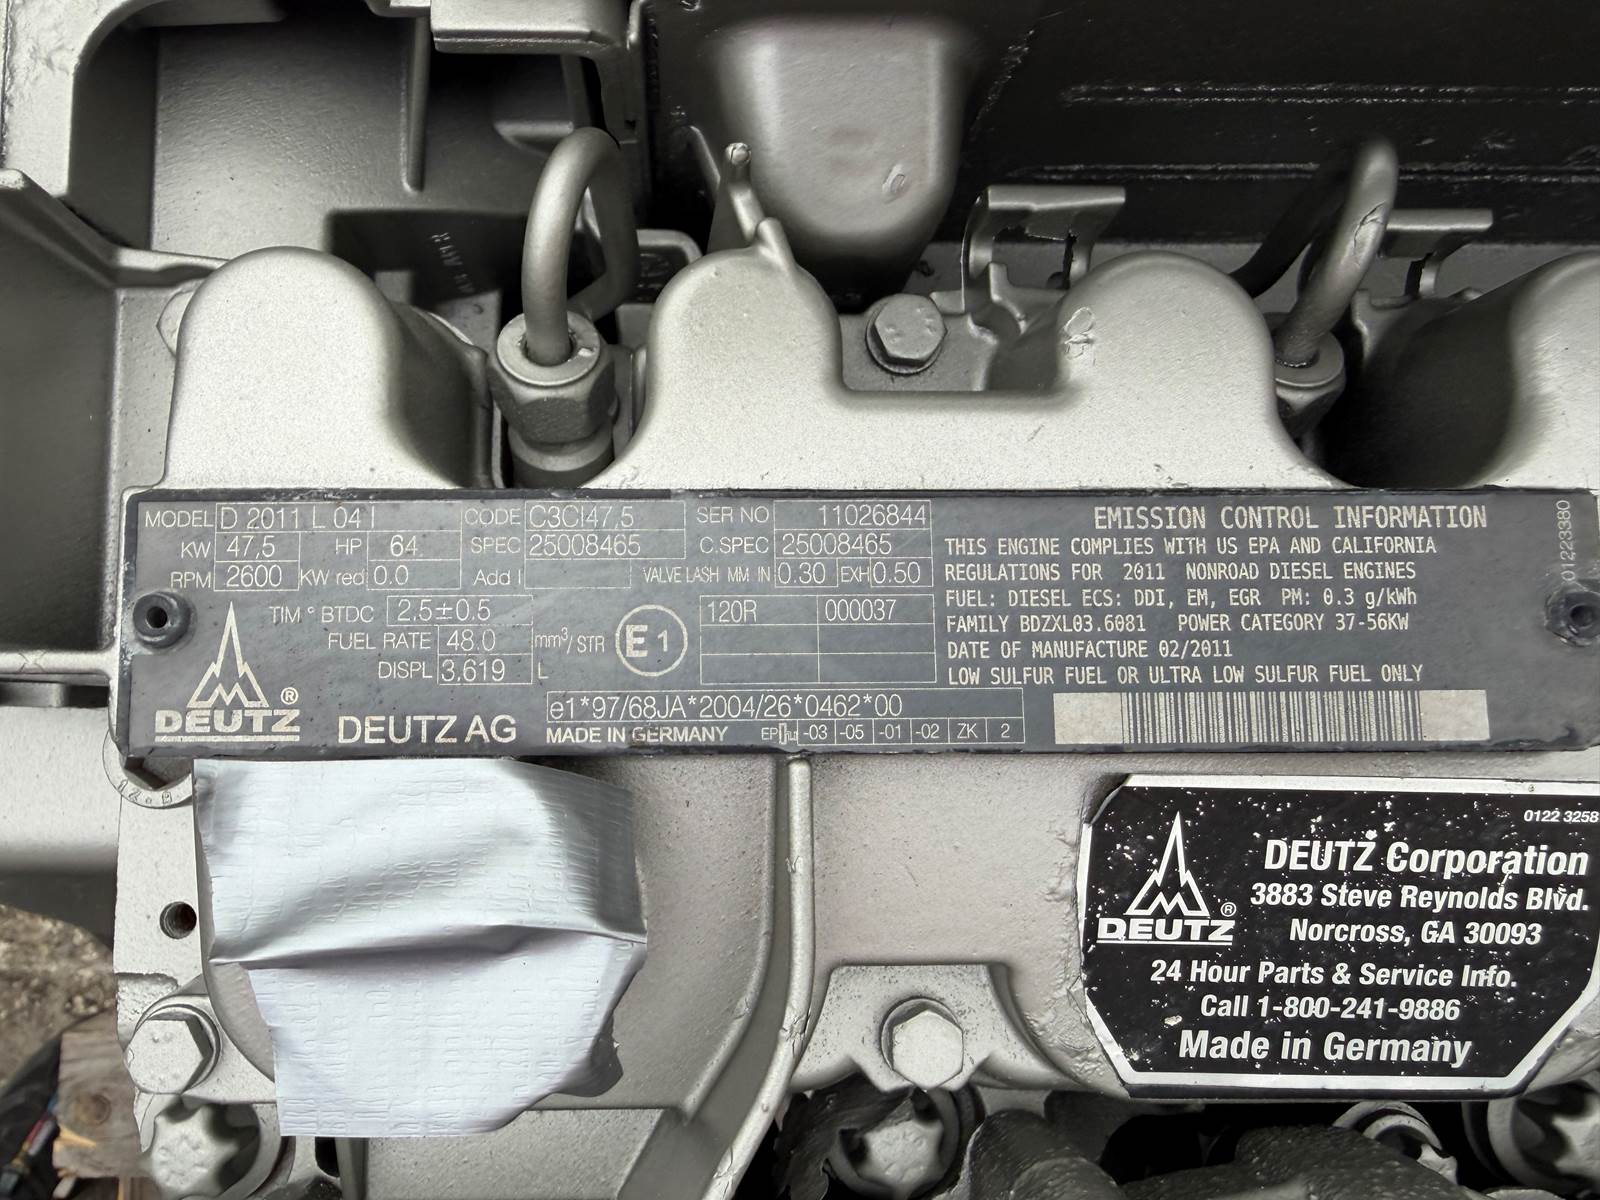 MODEL D 2011 L 04 I CODE C3CI47,5 SER NO 11026844
KW 47,5 HP 64 SPEC 25008465 C.SPEC 25008465
RPM 2600 KW red 0.0 Add I VALVE LASH MM IN 0.30 EXH 0.50
TIM ° BTDC 2.5±0.5
FUEL RATE 48.0 mm³/STR
DISPL 3.619 L
E1
120R 000037
DEUTZ®
DEUTZ AG
e1*97/68JA*2004/26*0462*00
MADE IN GERMANY -03 -05 -01 -02 ZK 2
EMISSION CONTROL INFORMATION
THIS ENGINE COMPLIES WITH US EPA AND CALIFORNIA
REGULATIONS FOR 2011 NONROAD DIESEL ENGINES
FUEL: DIESEL ECS: DDI, EM, EGR PM: 0.3 g/kWh
FAMILY BDZXL03.6081 POWER CATEGORY 37-56KW
DATE OF MANUFACTURE 02/2011
LOW SULFUR FUEL OR ULTRA LOW SULFUR FUEL ONLY
01223380
0122 3258
DEUTZ®
DEUTZ Corporation
3883 Steve Reynolds Blvd.
Norcross, GA 30093
24 Hour Parts & Service Info.
Call 1-800-241-9886
Made in Germany